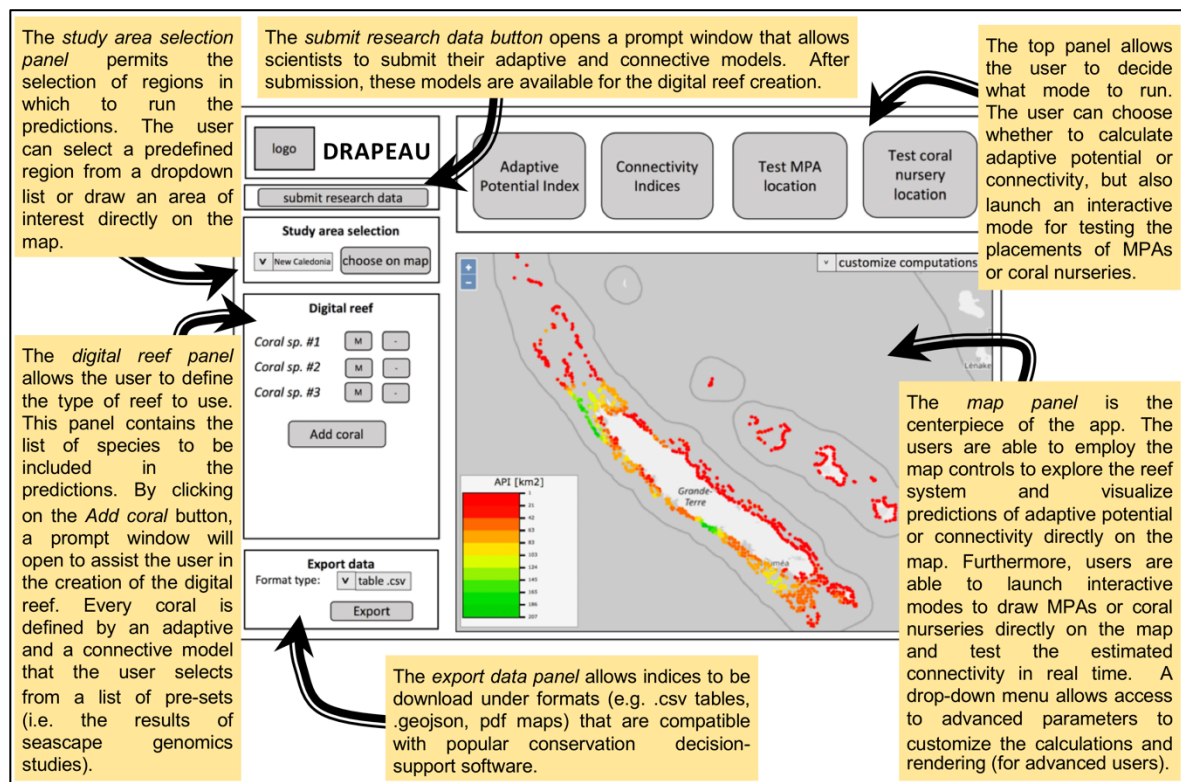 The study area selection
panel permits the
selection of regions in
which to run the
predictions. The user
can select a predefined
region from a dropdown
list or draw an area of
interest directly on the
map.
The submit research data button opens a prompt window that allows
scientists to submit their adaptive and connective models. After
submission, these models are available for the digital reef creation.
The top panel allows
the user to decide
what mode to run.
The user can choose
whether to calculate
adaptive potential or
connectivity, but also
launch an interactive
mode for testing the
placements of MPAs
or coral nurseries.
logo
DRAPEAU
submit research data
Adaptive
Potential Index
Connectivity
Indices
Test MPA
location
Test coral
nursery
location
Study area selection
v New Caledonia
choose on map
Digital reef
Coral sp. #1 M -
Coral sp. #2 M -
Coral sp. #3 M -
Add coral
Export data
Format type: v table .csv
Export
+
-
v customize computations
Lénake
Grande-
Terre
API [km2]
1
21
42
63
83
103
124
145
165
186
207
The digital reef panel
allows the user to define
the type of reef to use.
This panel contains the
list of species to be
included in the
predictions. By clicking
on the Add coral button,
a prompt window will
open to assist the user in
the creation of the digital
reef. Every coral is
defined by an adaptive
and a connective model
that the user selects
from a list of pre-sets
(i.e. the results of
seascape genomics
studies).
The export data panel allows indices to be
download under formats (e.g. .csv tables,
.geojson, pdf maps) that are compatible
with popular conservation decision-
support software.
The map panel is the
centerpiece of the app. The
users are able to employ the
map controls to explore the reef
system and visualize
predictions of adaptive potential
or connectivity directly on the
map. Furthermore, users are
able to launch interactive
modes to draw MPAs or coral
nurseries directly on the map
and test the estimated
connectivity in real time. A
drop-down menu allows access
to advanced parameters to
customize the calculations and
rendering (for advanced users).